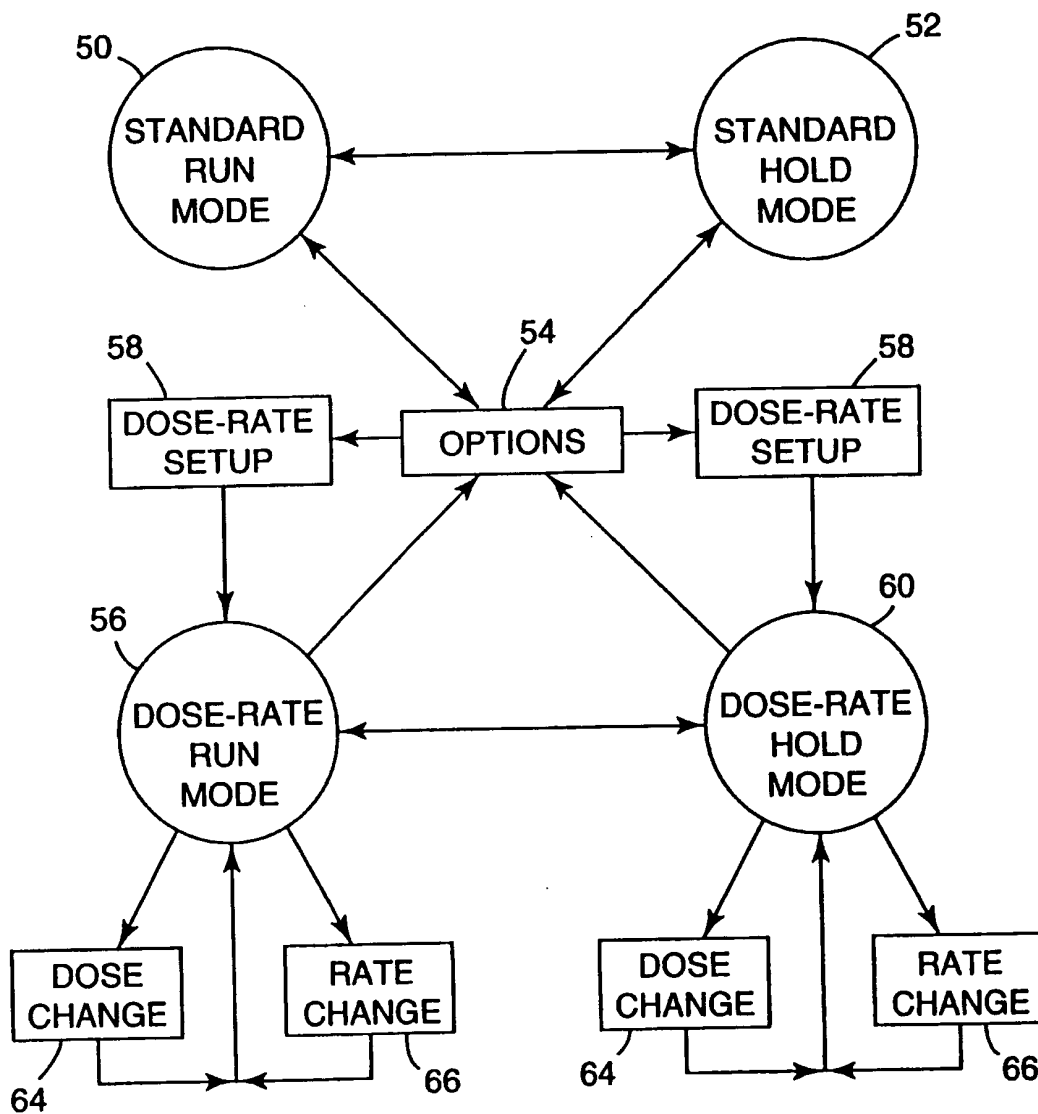 50
52
STANDARD
RUN
MODE
STANDARD
HOLD
MODE
54
58
58
DOSE-RATE
SETUP
OPTIONS
DOSE-RATE
SETUP
56
60
DOSE-RATE
RUN
MODE
DOSE-RATE
HOLD
MODE
DOSE
CHANGE
RATE
CHANGE
DOSE
CHANGE
RATE
CHANGE
64
66
64
66